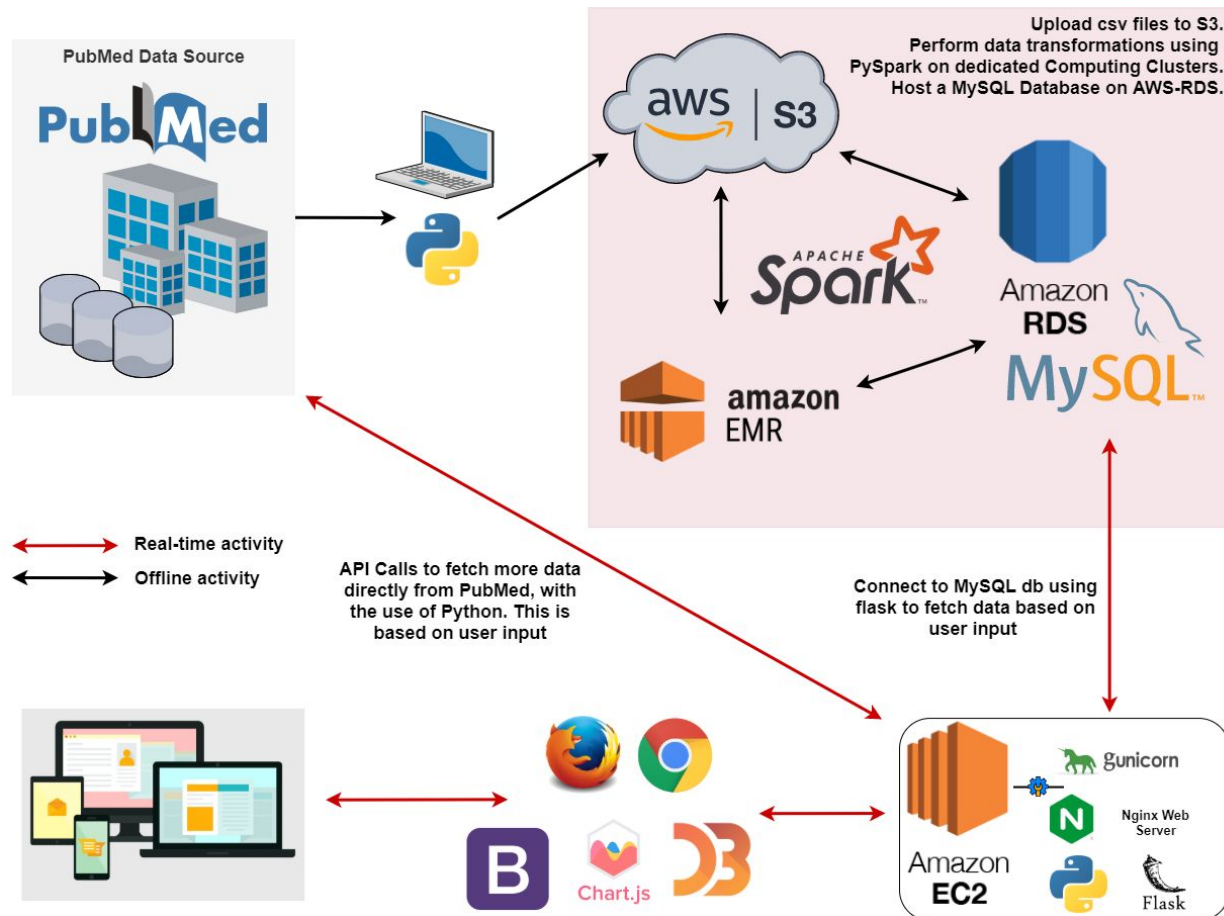 PubMed Data Source
PubMed
Upload csv files to S3.
Perform data transformations using
PySpark on dedicated Computing Clusters.
Host a MySQL Database on AWS-RDS.
aws | S3
APACHE
Spark™
Amazon
RDS
MySQL™
amazon
EMR
Real-time activity
Offline activity
API Calls to fetch more data
directly from PubMed, with
the use of Python. This is
based on user input
Connect to MySQL db using
flask to fetch data based on
user input
B
Chart.js
D3
Amazon
EC2
gunicorn
N
Nginx Web
Server
Flask